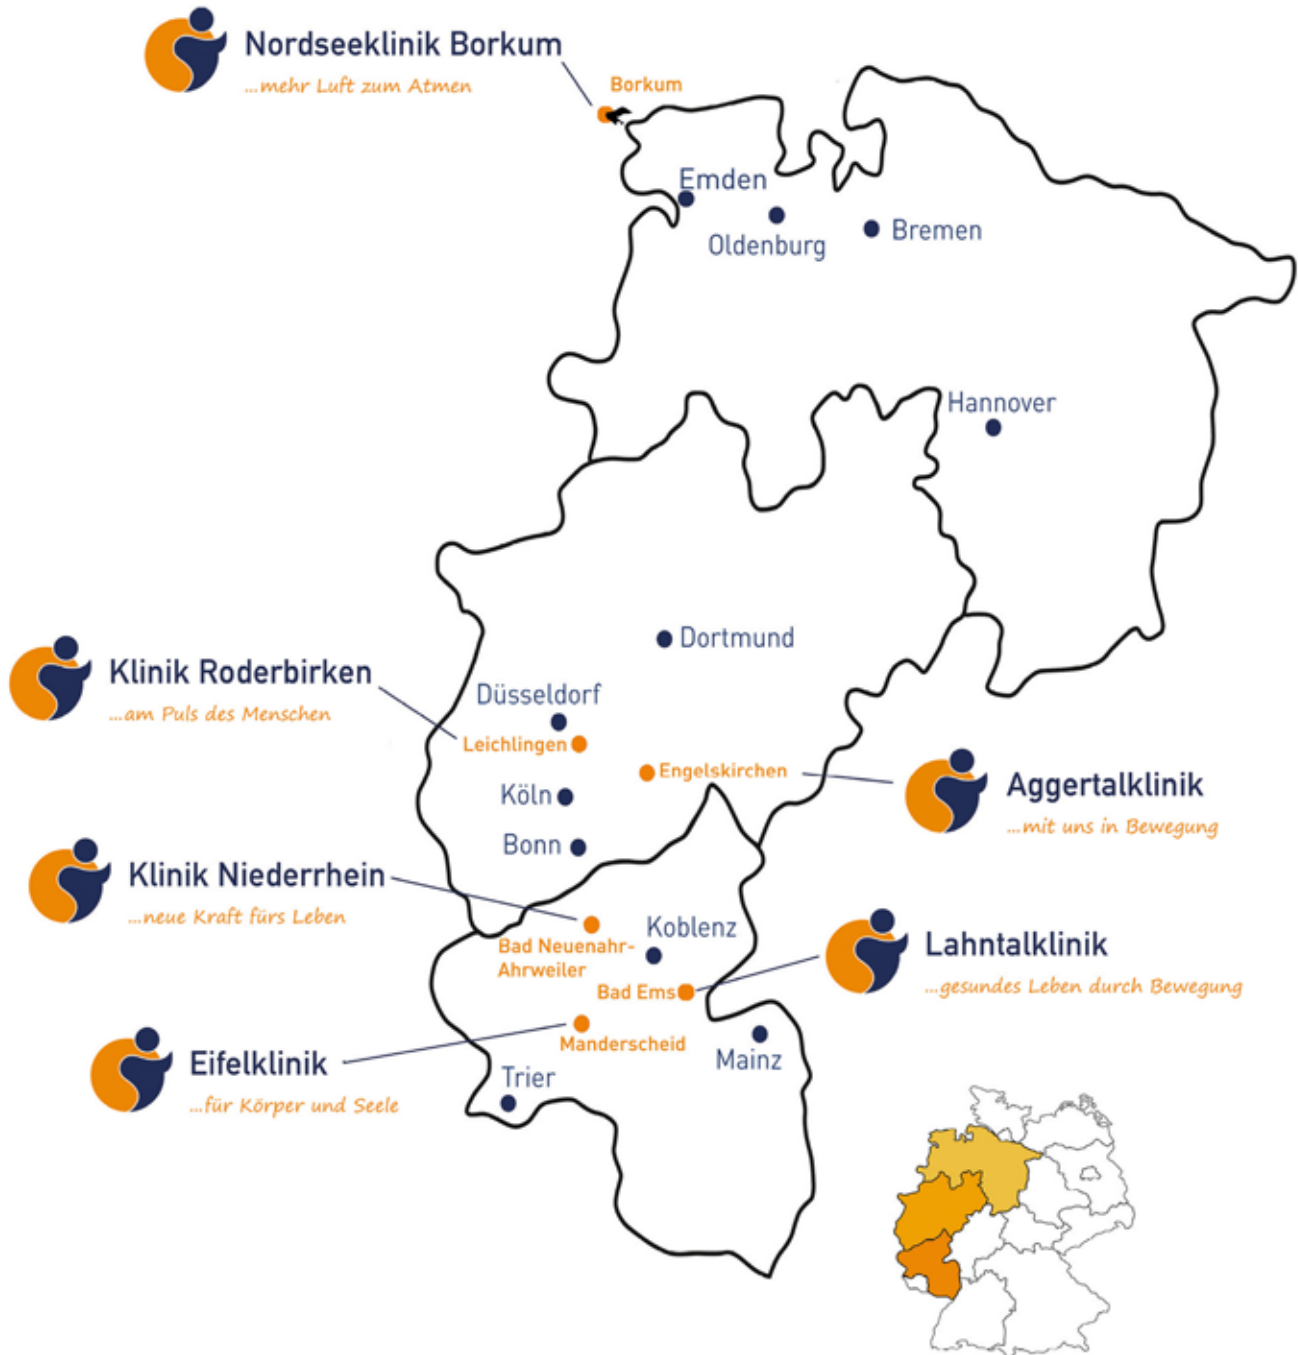 Nordseeklinik Borkum
...mehr Luft zum Atmen
Borkum
Emden
Oldenburg
Bremen
Hannover
Dortmund
Klinik Roderbirken
...am Puls des Menschen
Düsseldorf
Leichlingen
Engelskirchen
Aggertalklinik
...mit uns in Bewegung
Köln
Bonn
Klinik Niederrhein
...neue Kraft fürs Leben
Bad Neuenahr-
Ahrweiler
Koblenz
Lahntalklinik
...gesundes Leben durch Bewegung
Bad Ems
Manderscheid
Mainz
Eifelklinik
...für Körper und Seele
Trier